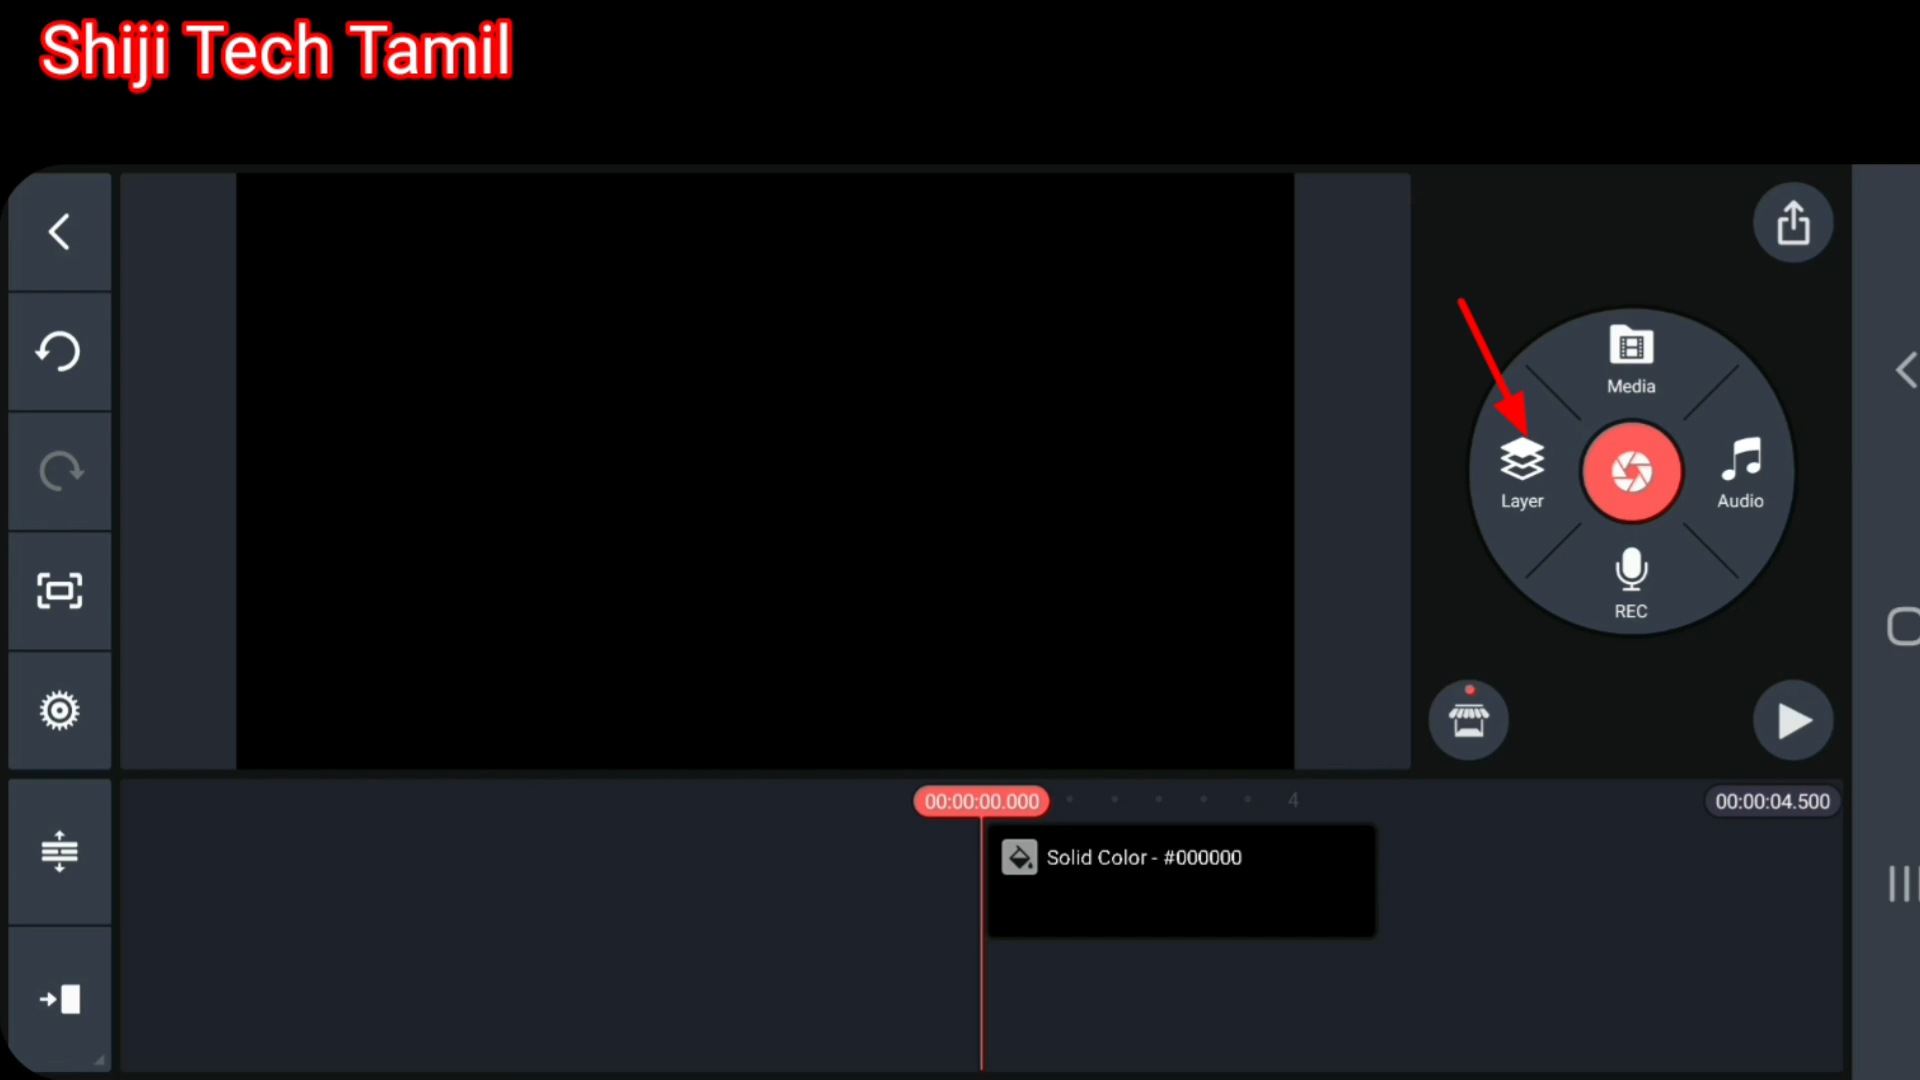 Shiji Tech Tamil
Media
Layer
Audio
REC
00:00:00.000
4
00:00:04.500
Solid Color - #000000